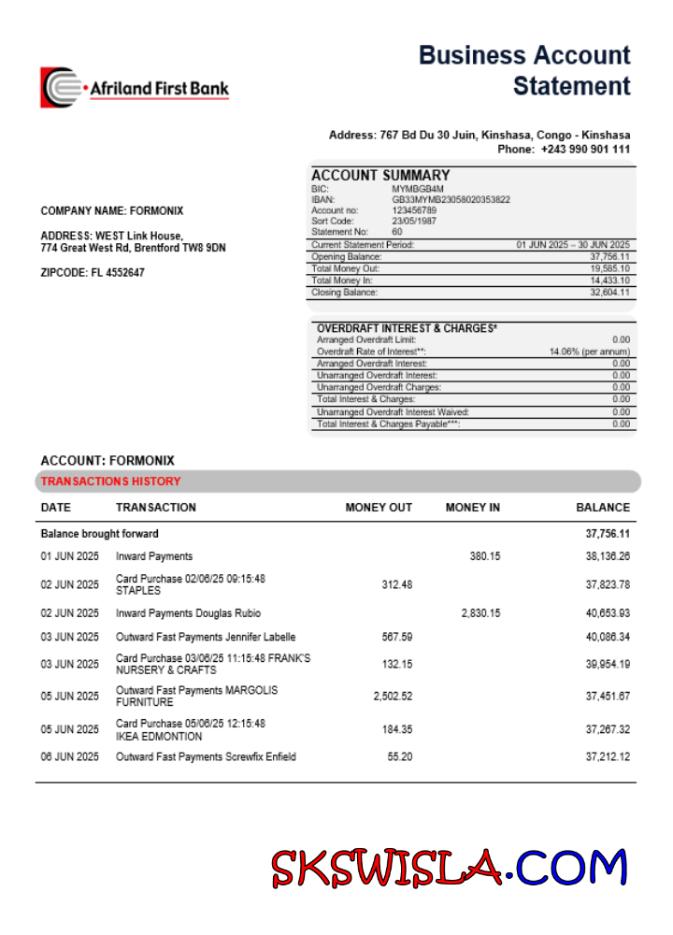 Business Account
Statement
Afriland First Bank
Address: 767 Bd Du 30 Juin, Kinshasa, Congo - Kinshasa
Phone: +243 990 901 111
ACCOUNT SUMMARY
BIC: MYMBGB4M
IBAN: GB33MYMB23058020353822
Account no: 123456789
Sort Code: 23/05/1987
Statement No: 60
Current Statement Period: 01 JUN 2025 – 30 JUN 2025
Opening Balance: 37,756.11
Total Money Out: 19,585.10
Total Money In: 14,433.10
Closing Balance: 32,604.11
COMPANY NAME: FORMONIX
ADDRESS: WEST Link House,
774 Great West Rd, Brentford TW8 9DN
ZIPCODE: FL 4552647
OVERDRAFT INTEREST & CHARGES*
Arranged Overdraft Limit: 0.00
Overdraft Rate of Interest**: 14.06% (per annum)
Arranged Overdraft Interest: 0.00
Unarranged Overdraft Interest: 0.00
Unarranged Overdraft Charges: 0.00
Total Interest & Charges: 0.00
Unarranged Overdraft Interest Waived: 0.00
Total Interest & Charges Payable***: 0.00
ACCOUNT: FORMONIX
TRANSACTIONS HISTORY
DATE TRANSACTION MONEY OUT MONEY IN BALANCE
Balance brought forward 37,756.11
01 JUN 2025 Inward Payments 380.15 38,136.26
02 JUN 2025 Card Purchase 02/06/25 09:15:48 312.48 37,823.78
STAPLES
02 JUN 2025 Inward Payments Douglas Rubio 2,830.15 40,653.93
03 JUN 2025 Outward Fast Payments Jennifer Labelle 567.59 40,086.34
03 JUN 2025 Card Purchase 03/06/25 11:15:48 FRANK'S 132.15 39,954.19
NURSERY & CRAFTS
05 JUN 2025 Outward Fast Payments MARGOLIS 2,502.52 37,451.67
FURNITURE
05 JUN 2025 Card Purchase 05/06/25 12:15:48 184.35 37,267.32
IKEA EDMONTION
06 JUN 2025 Outward Fast Payments Screwfix Enfield 55.20 37,212.12
SKSWISLA.COM